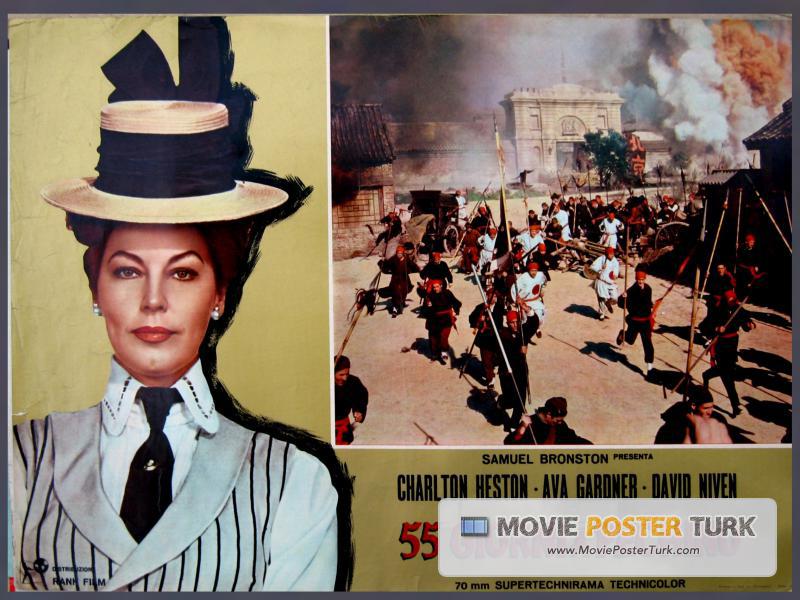 SAMUEL BRONSTON PRESENTA
CHARLTON HESTON · AVA GARDNER · DAVID NIVEN
55 GIORNI
MOVIE POSTER TURK
www.MoviePosterTurk.com
DISTRIBUZIONE
RANK FILM
70 mm SUPERTECHNIRAMA TECHNICOLOR